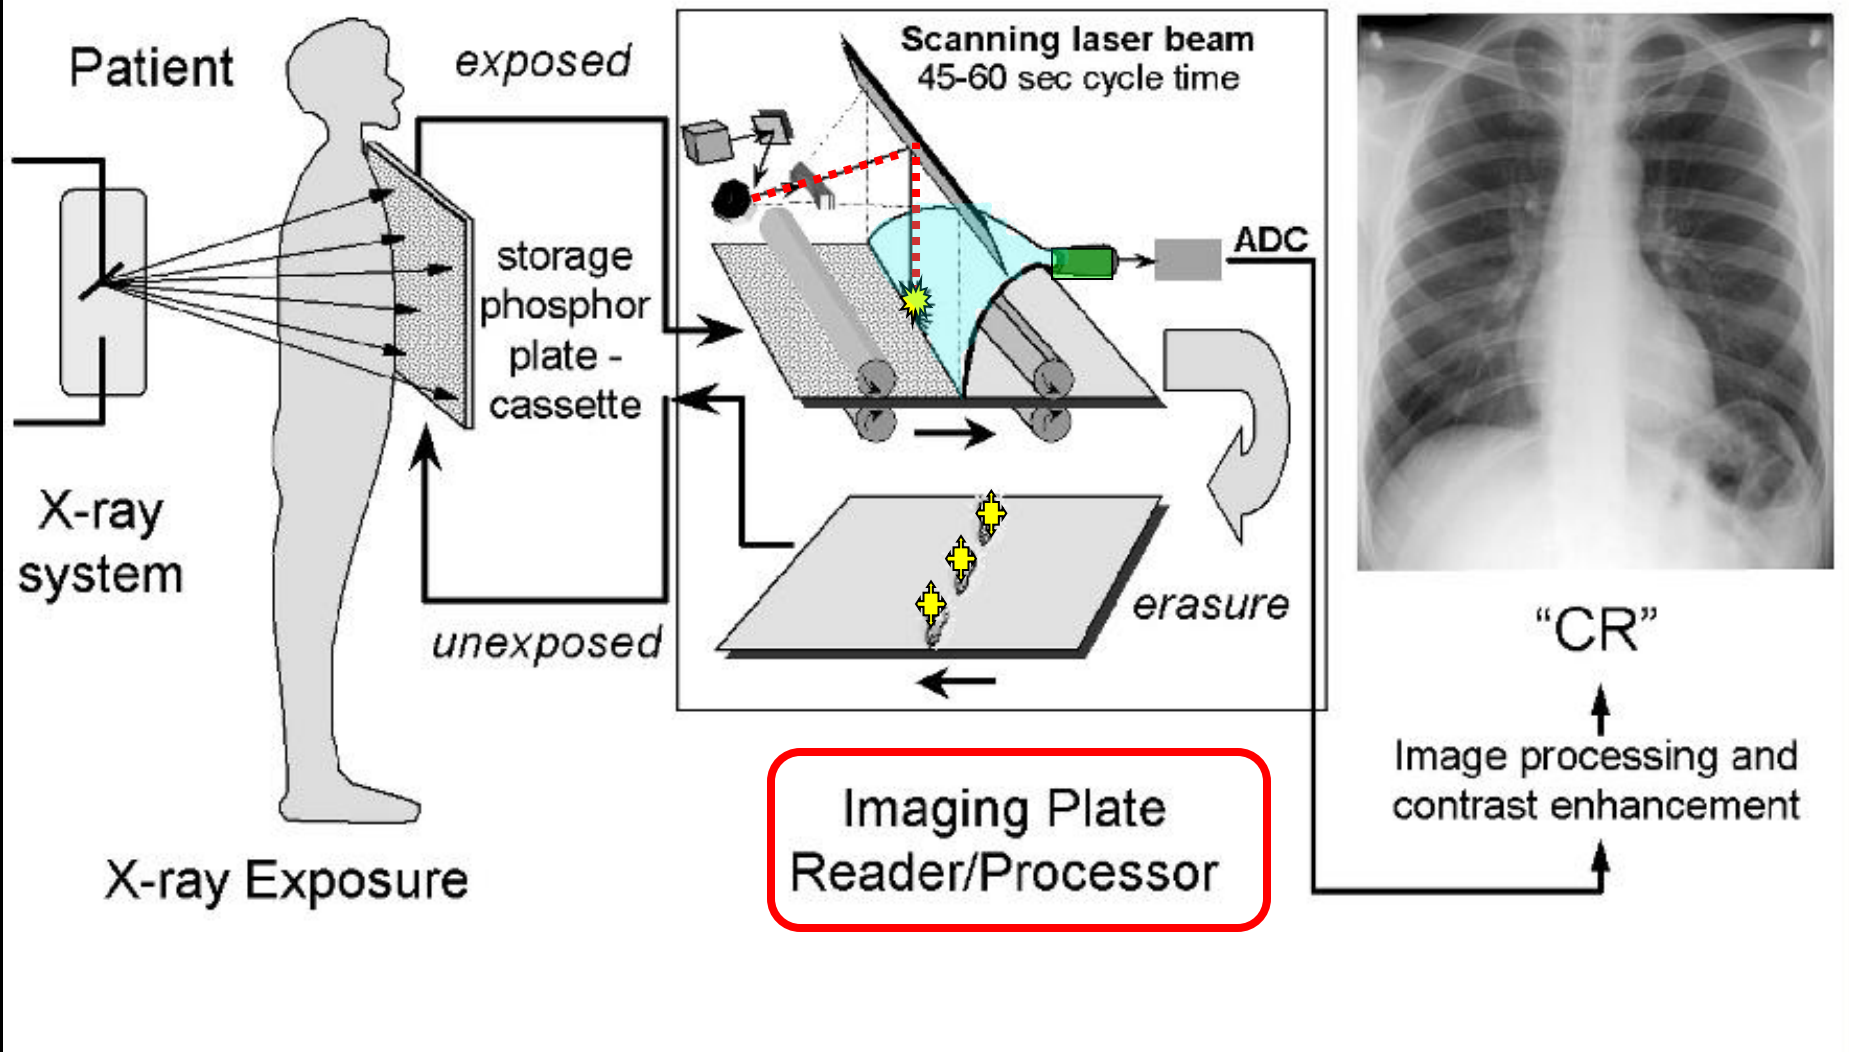 Patient
exposed
Scanning laser beam
45-60 sec cycle time
storage
phosphor
plate -
cassette
ADC
X-ray
system
unexposed
erasure
"CR"
Image processing and
contrast enhancement
Imaging Plate
Reader/Processor
X-ray Exposure